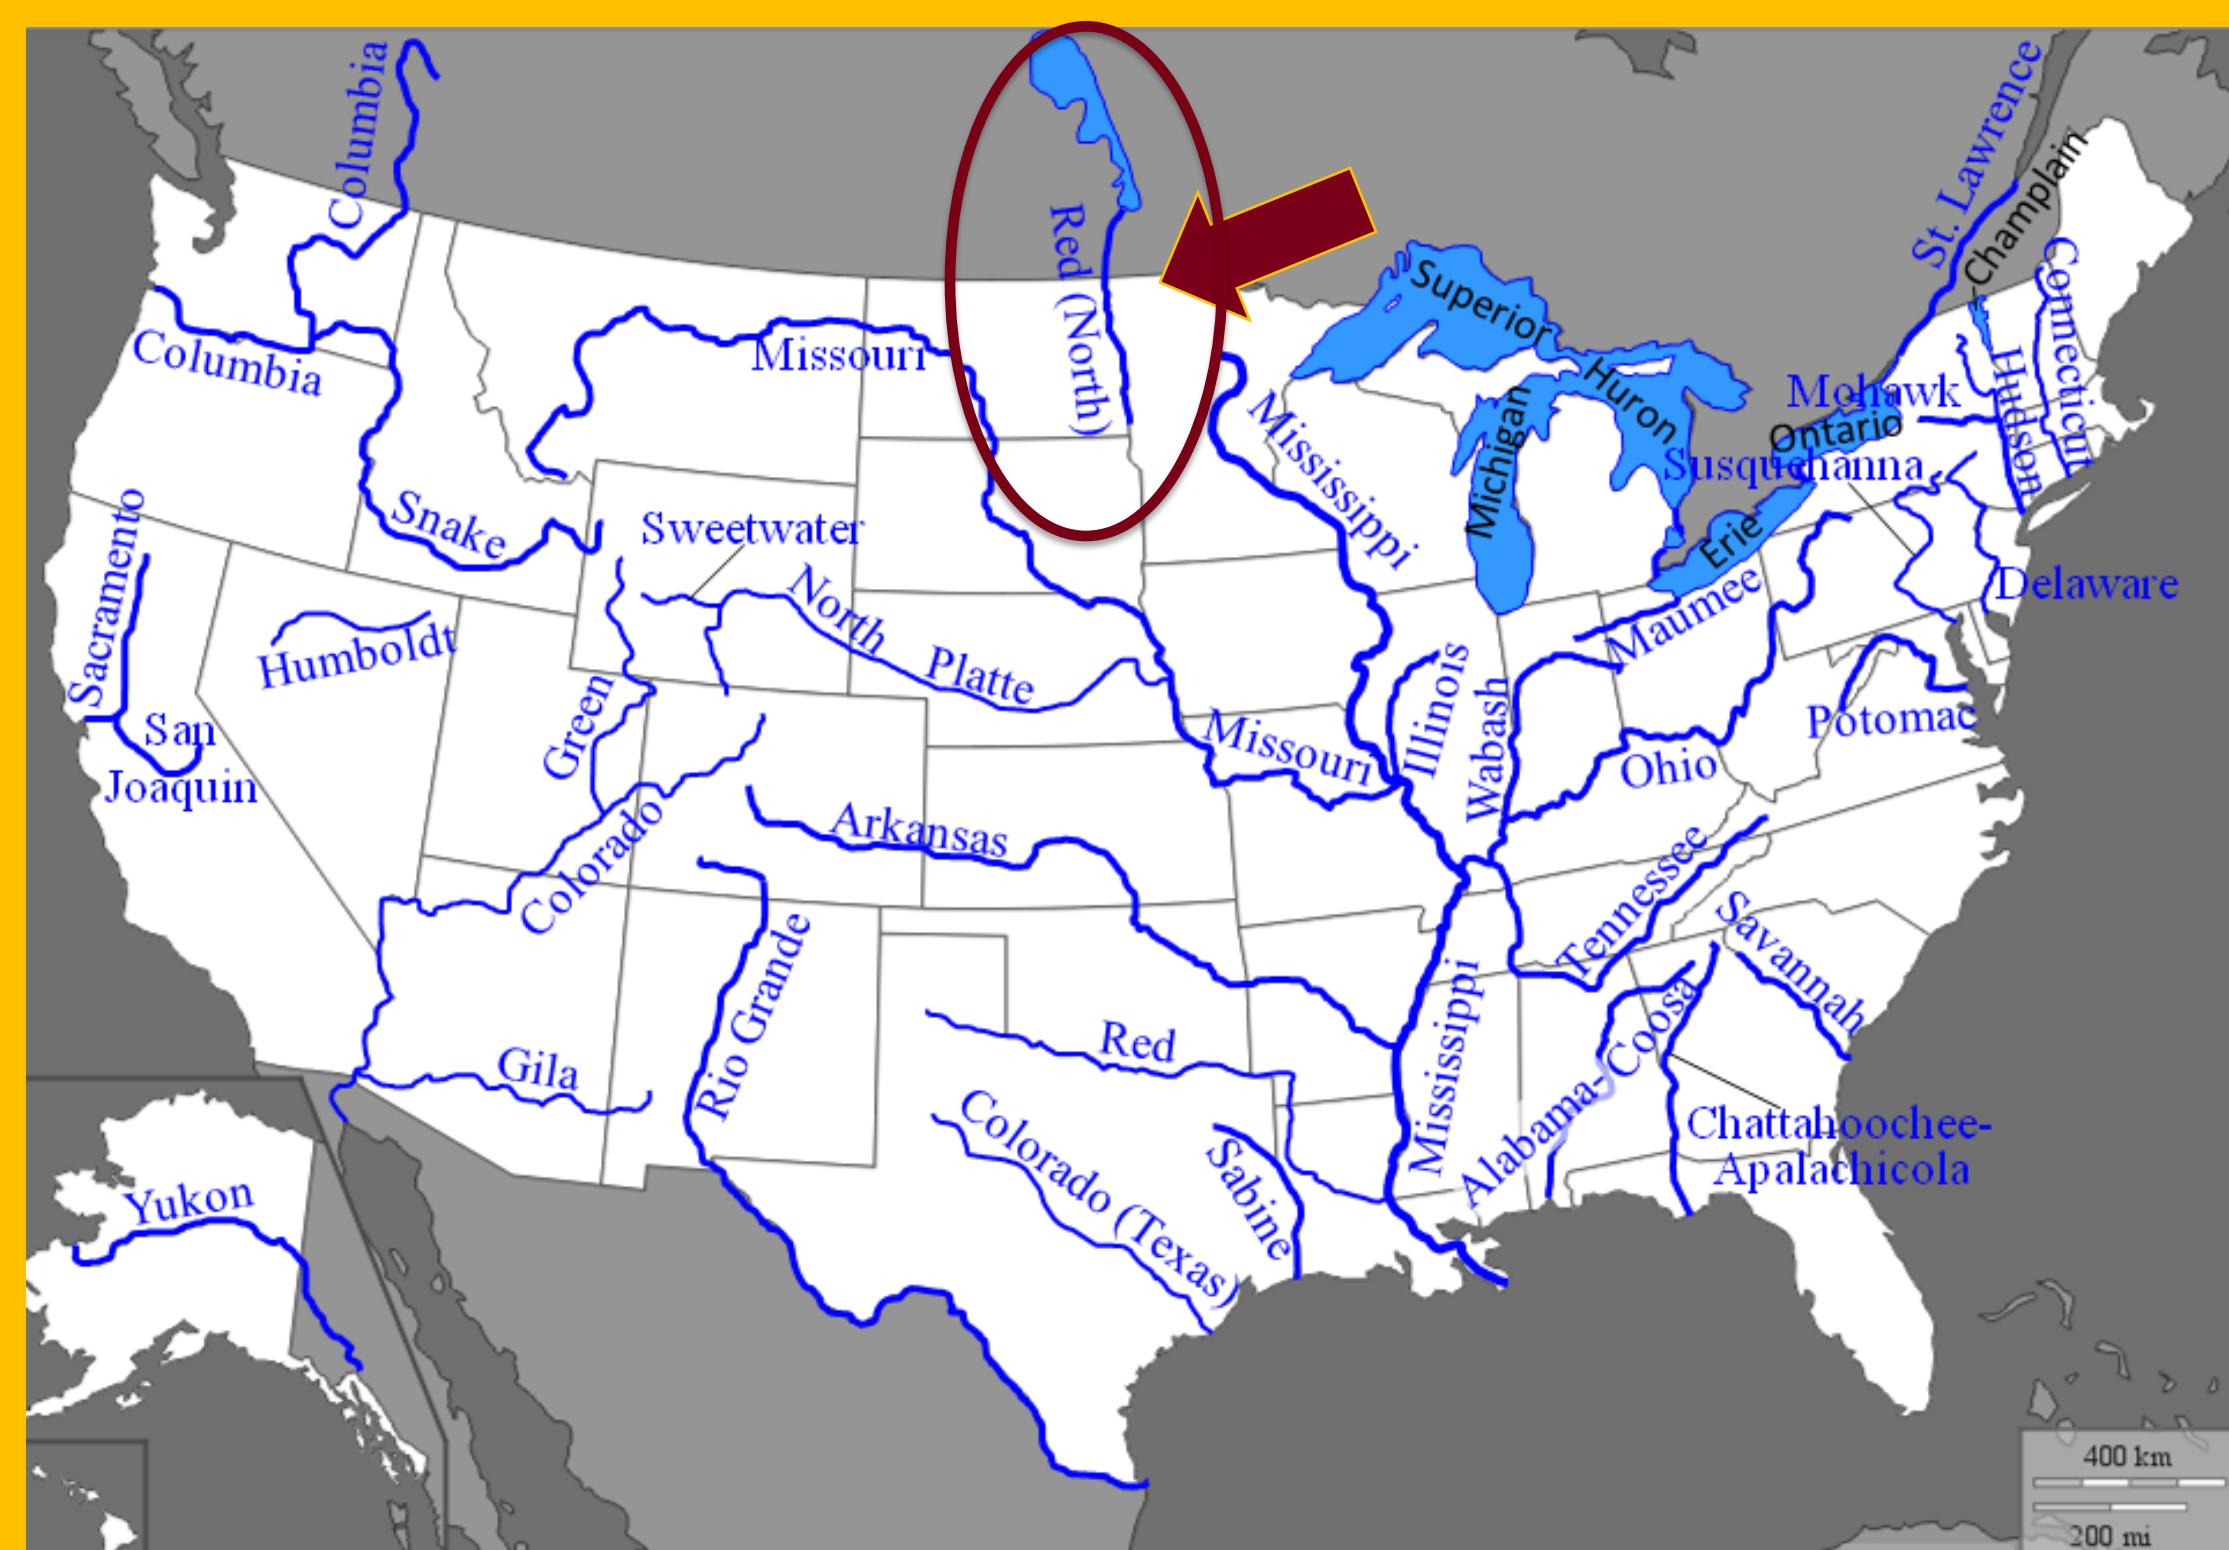 Columbia
St. Lawrence
Champlain
Red (North)
Superior
Connecticut
Columbia
Missouri
Huron
Mohawk
Hudson
Ontario
Mississippi
Michigan
Susquehanna
Snake
Sweetwater
Erie
Sacramento
North
Platte
Maumee
Delaware
Humboldt
Green
Illinois
Wabash
Potomac
San
Joaquin
Missouri
Ohio
Colorado
Arkansas
Tennessee
Savannah
Rio Grande
Mississippi
Red
Gila
Alabama-Coosa
Colorado (Texas)
Sabine
Chattahoochee-
Apalachicola
Yukon
400 km
200 mi